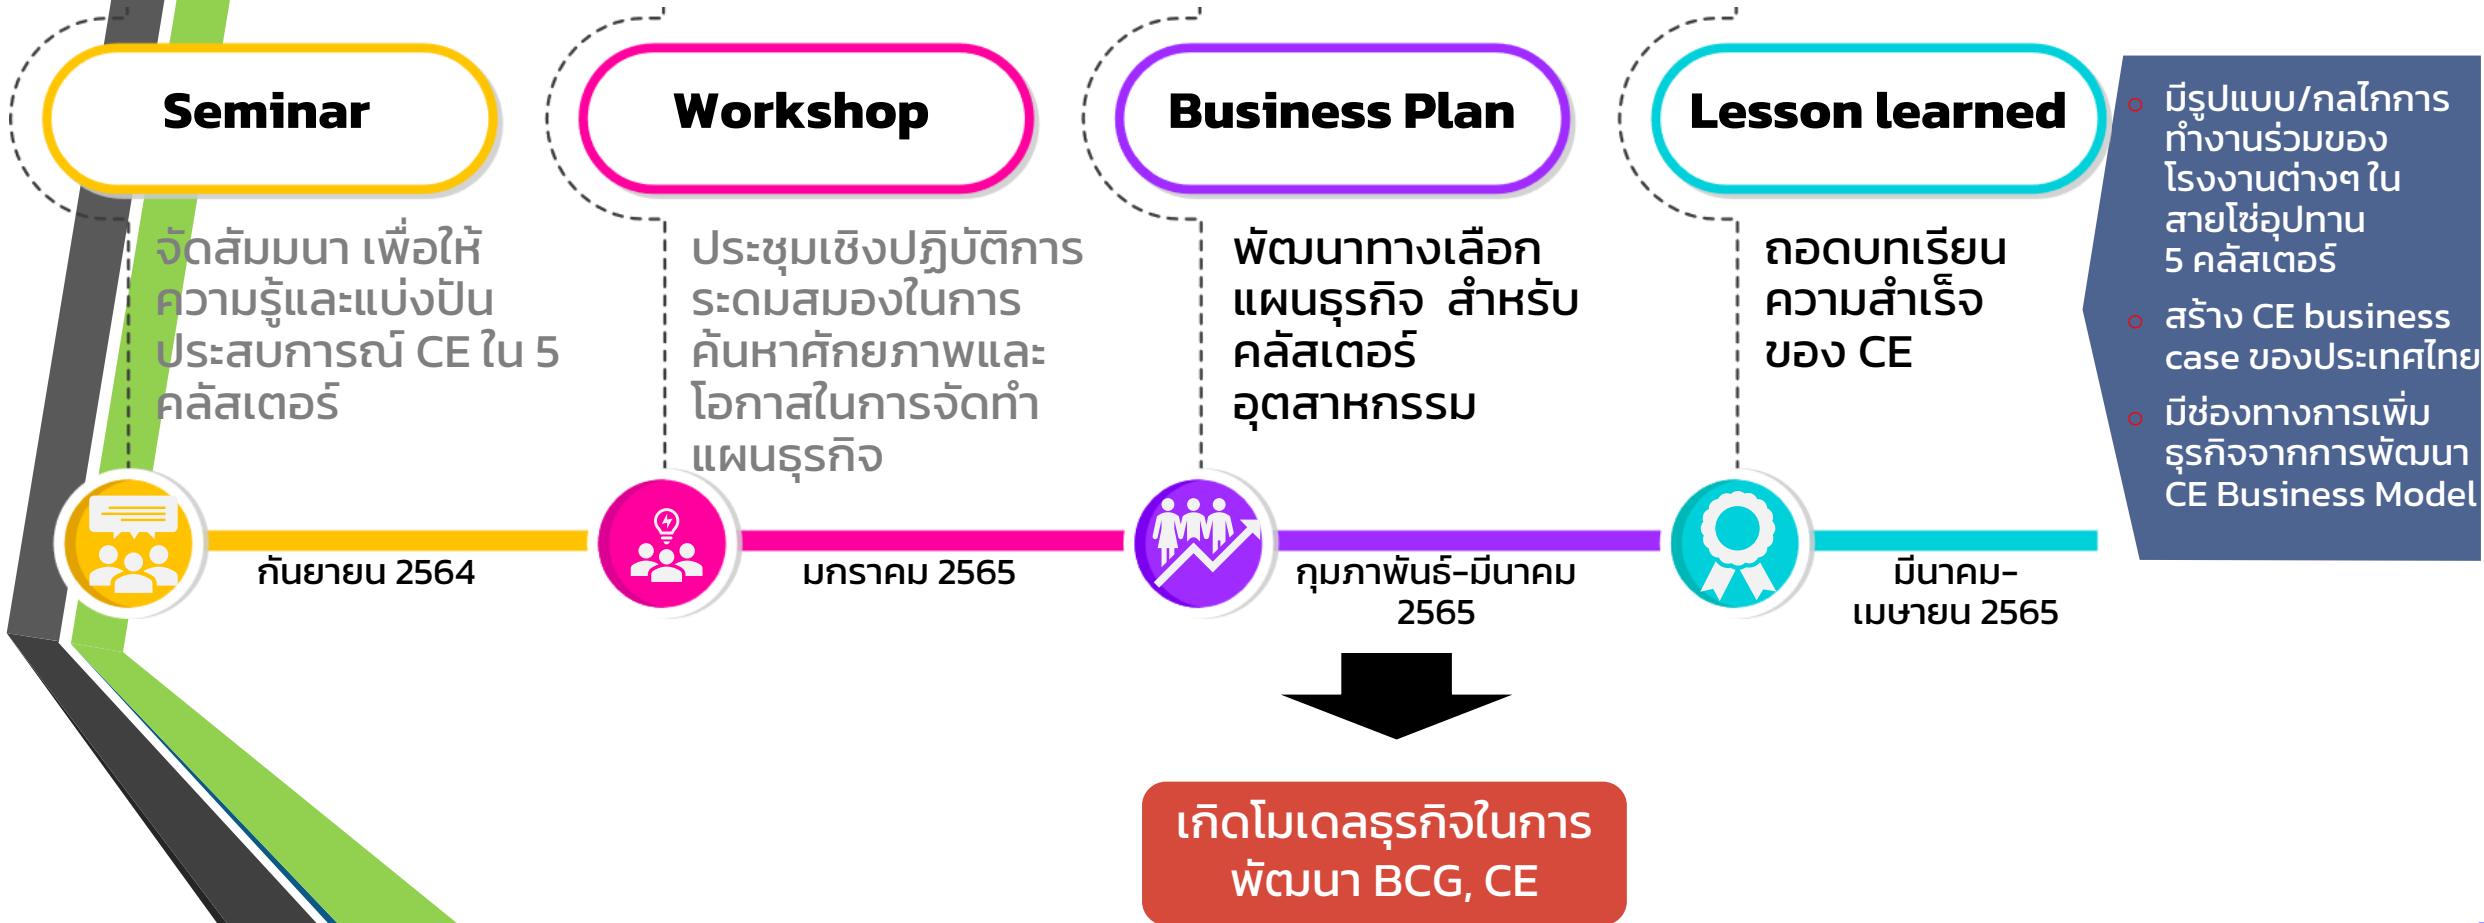 Seminar
จัดสัมมนา เพื่อให้
ความรู้และแบ่งปัน
ประสบการณ์ CE ใน 5
คลัสเตอร์
กันยายน 2564
Workshop
ประชุมเชิงปฏิบัติการ
ระดมสมองในการ
ค้นหาศักยภาพและ
โอกาสในการจัดทำ
แผนธุรกิจ
มกราคม 2565
Business Plan
พัฒนาทางเลือก
แผนธุรกิจ สำหรับ
คลัสเตอร์
อุตสาหกรรม
กุมภาพันธ์-มีนาคม
2565
Lesson learned
ถอดบทเรียน
ความสำเร็จ
ของ CE
มีนาคม-
เมษายน 2565
มีรูปแบบ/กลไกการ
ทำงานร่วมของ
โรงงานต่างๆ ใน
สายโซ่อุปทาน
5 คลัสเตอร์
สร้าง CE business
case ของประเทศไทย
มีช่องทางการเพิ่ม
ธุรกิจจากการพัฒนา
CE Business Model
เกิดโมเดลธุรกิจในการ
พัฒนา BCG, CE